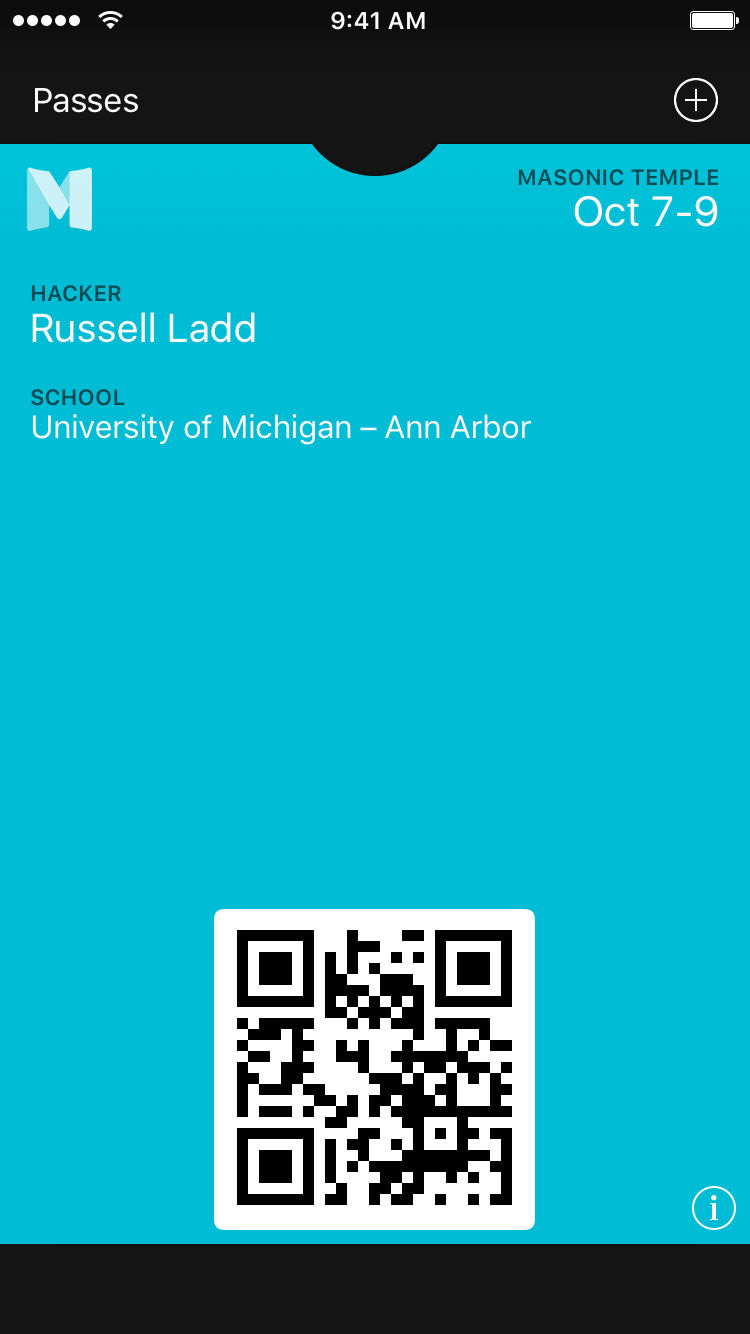 9:41 AM
Passes
M
MASONIC TEMPLE
Oct 7-9
HACKER
Russell Ladd
SCHOOL
University of Michigan – Ann Arbor
i